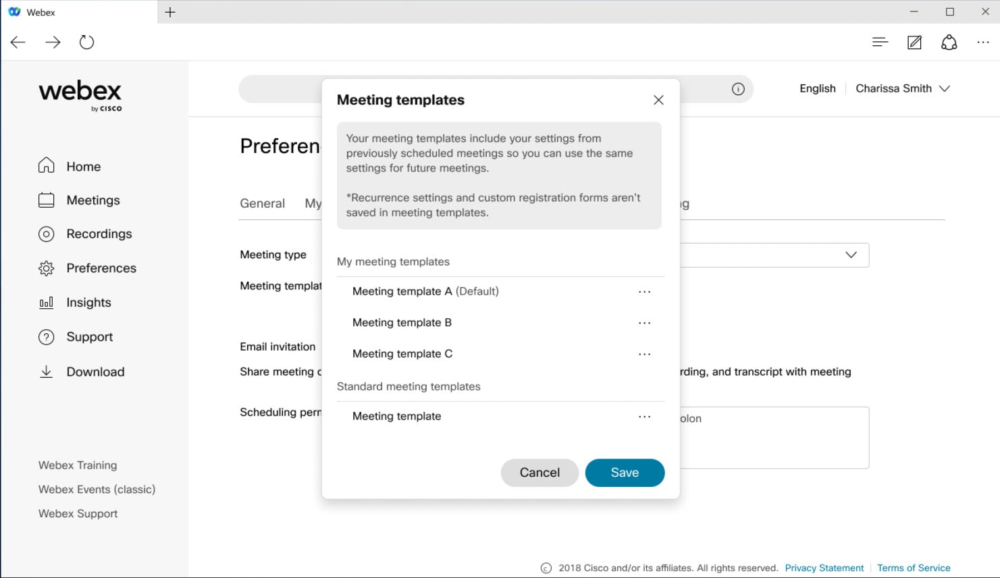 Webex
webex
by CISCO
Home
Meetings
Recordings
Preferences
Insights
Support
Download
Webex Training
Webex Events (classic)
Webex Support
English
Charissa Smith
Preferen
General My
g
Meeting type
Meeting templat
Email invitation
Share meeting c
rding, and transcript with meeting
Scheduling perm
olon
Meeting templates
Your meeting templates include your settings from
previously scheduled meetings so you can use the same
settings for future meetings.
*Recurrence settings and custom registration forms aren't
saved in meeting templates.
My meeting templates
Meeting template A (Default)
Meeting template B
Meeting template C
Standard meeting templates
Meeting template
Cancel
Save
© 2018 Cisco and/or its affiliates. All rights reserved. Privacy Statement Terms of Service